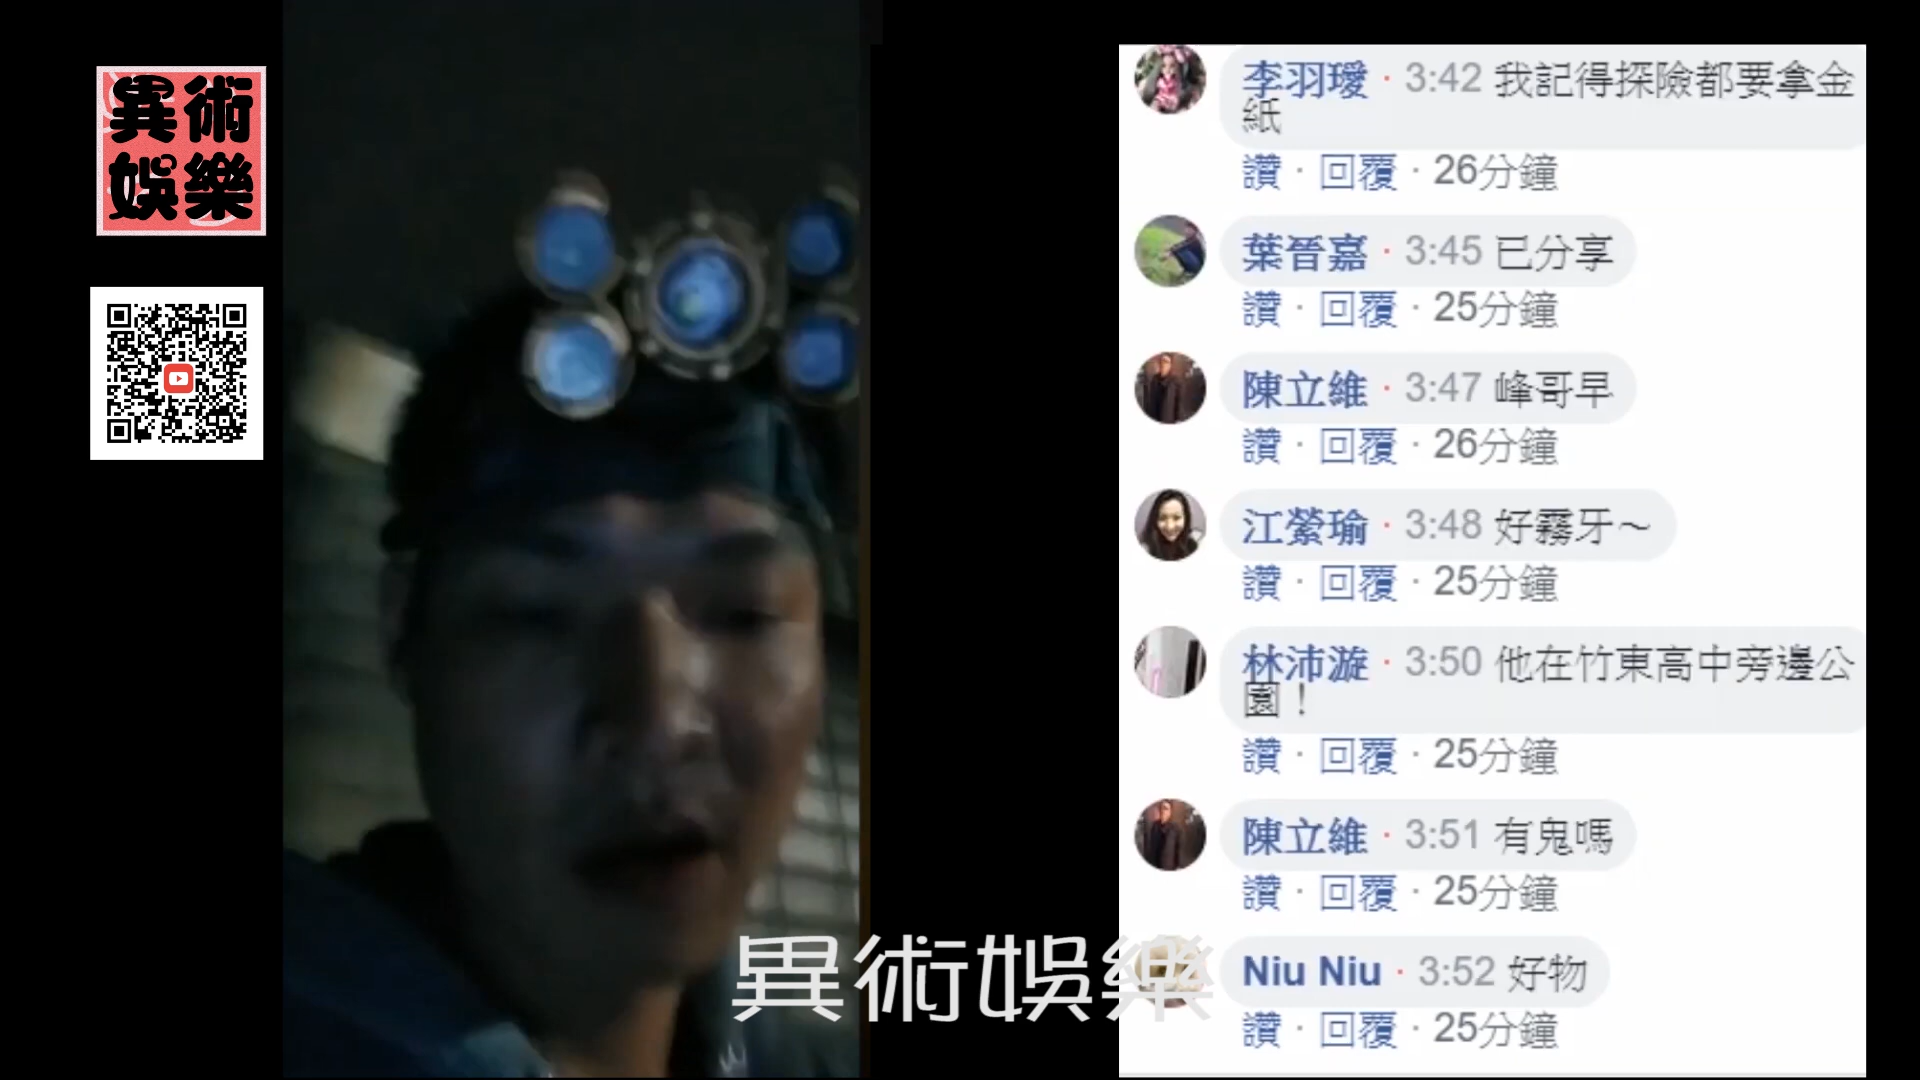 異術
娛樂
李羽璦 · 3:42 我記得探險都要拿金
紙
讚 · 回覆 · 26分鐘
葉晉嘉 · 3:45 已分享
讚 · 回覆 · 25分鐘
陳立維 · 3:47 峰哥早
讚 · 回覆 · 26分鐘
江縈瑜 · 3:48 好霧牙～
讚 · 回覆 · 25分鐘
林沛漩 · 3:50 他在竹東高中旁邊公
園！
讚 · 回覆 · 25分鐘
陳立維 · 3:51 有鬼嗎
讚 · 回覆 · 25分鐘
Niu Niu · 3:52 好物
讚 · 回覆 · 25分鐘
異術娛樂